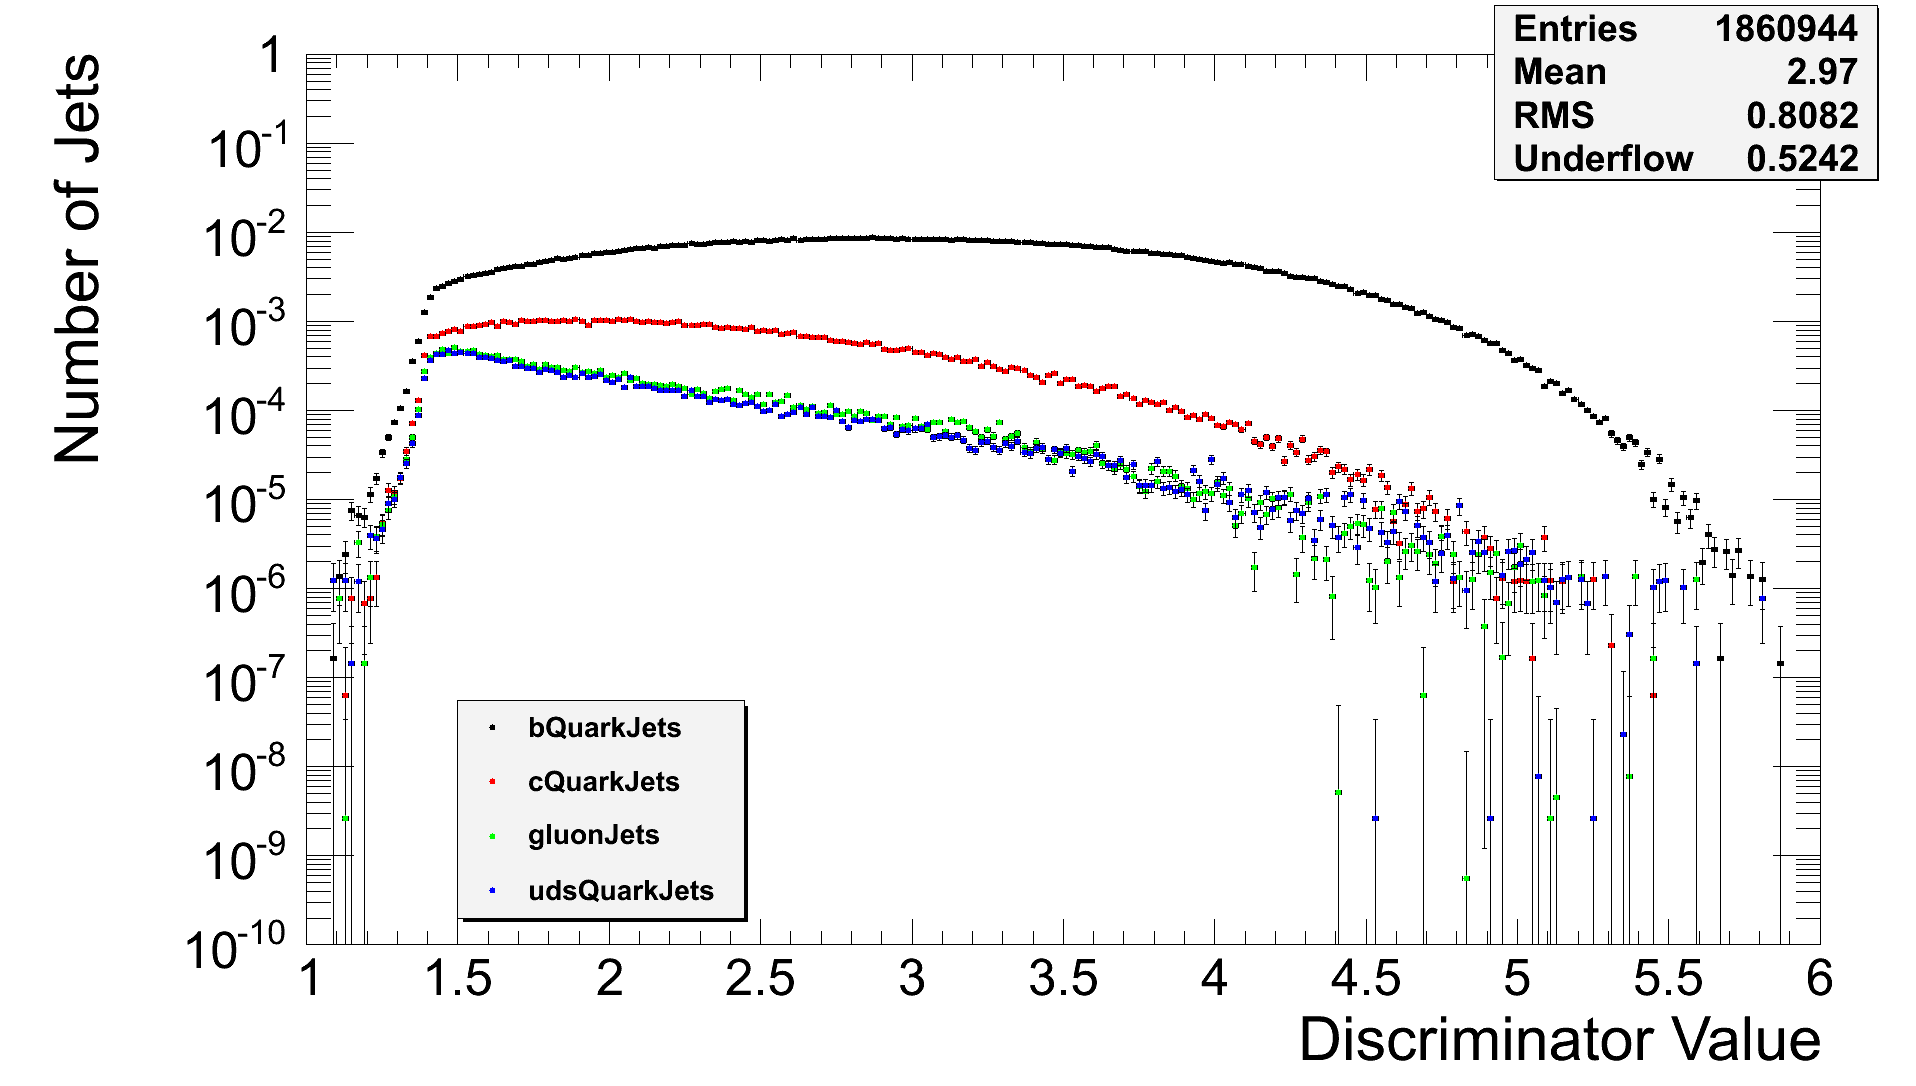 Number of Jets
1
10-1
10-2
10-3
10-4
10-5
10-6
10-7
10-8
10-9
10-10
Entries 1860944
Mean 2.97
RMS 0.8082
Underflow 0.5242
bQuarkJets
cQuarkJets
gluonJets
udsQuarkJets
1 1.5 2 2.5 3 3.5 4 4.5 5 5.5 6
Discriminator Value